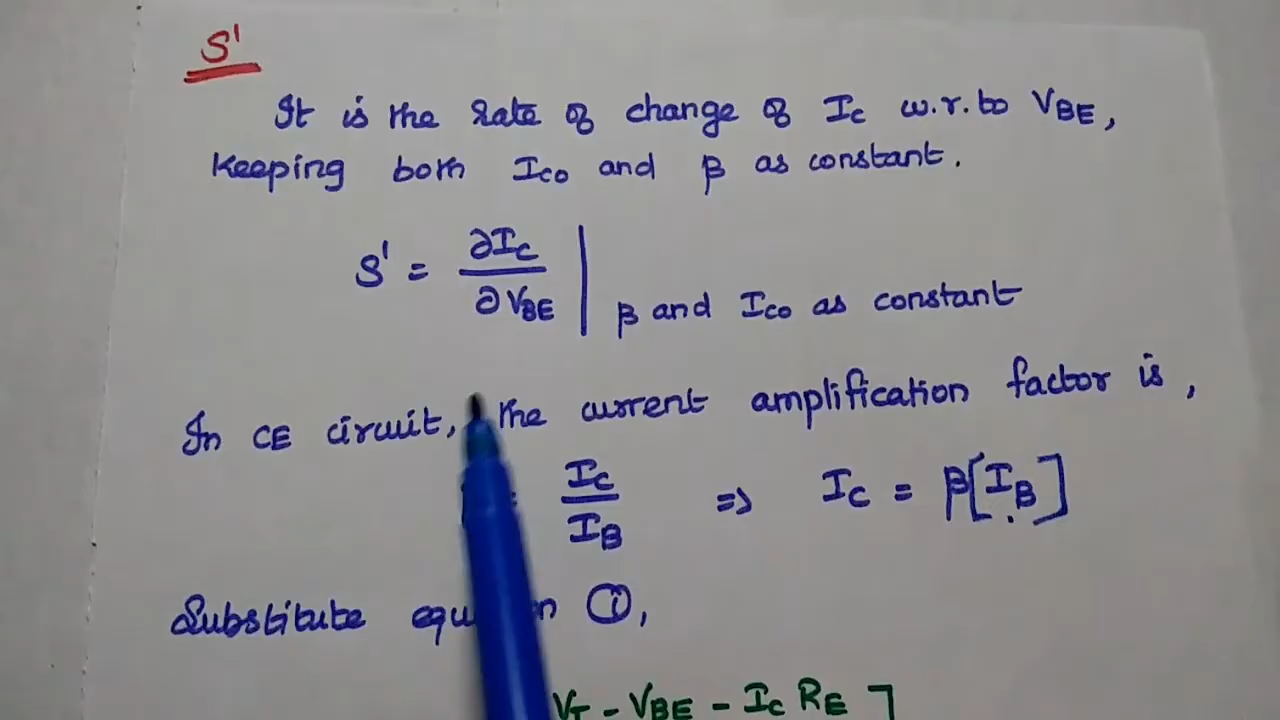 S'
It is the rate of change of Ic w.r.to VBE,
keeping both Ico and β as constant.
S' = ∂Ic / ∂VBE | β and Ico as constant
In CE circuit, the current amplification factor is,
= Ic / IB => Ic = β[IB]
Substitute ①,
VT - VBE - Ic RE ]